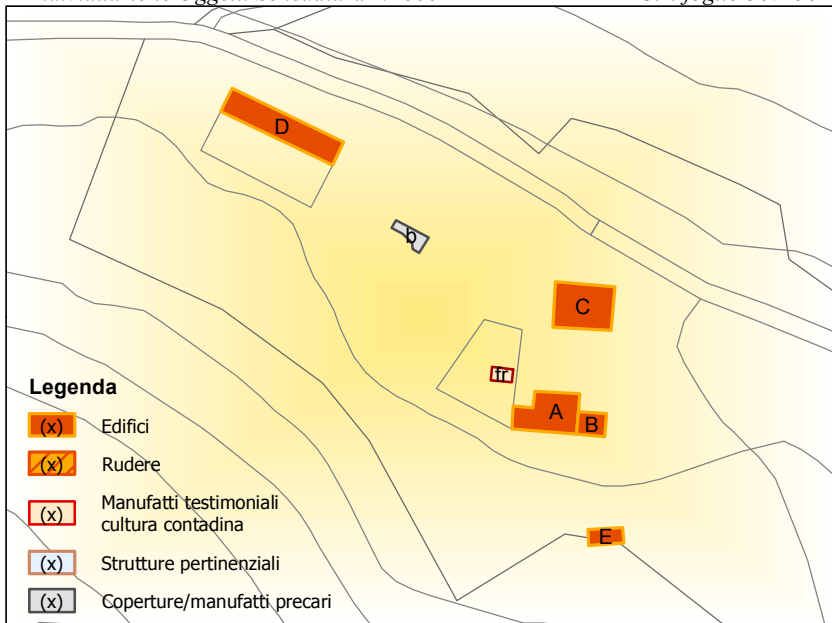 D
b
C
fr
A
B
E
Legenda
(x) Edifici
(x) Rudere
(x) Manufatti testimoniali
cultura contadina
(x) Strutture pertinenziali
(x) Coperture/manufatti precari